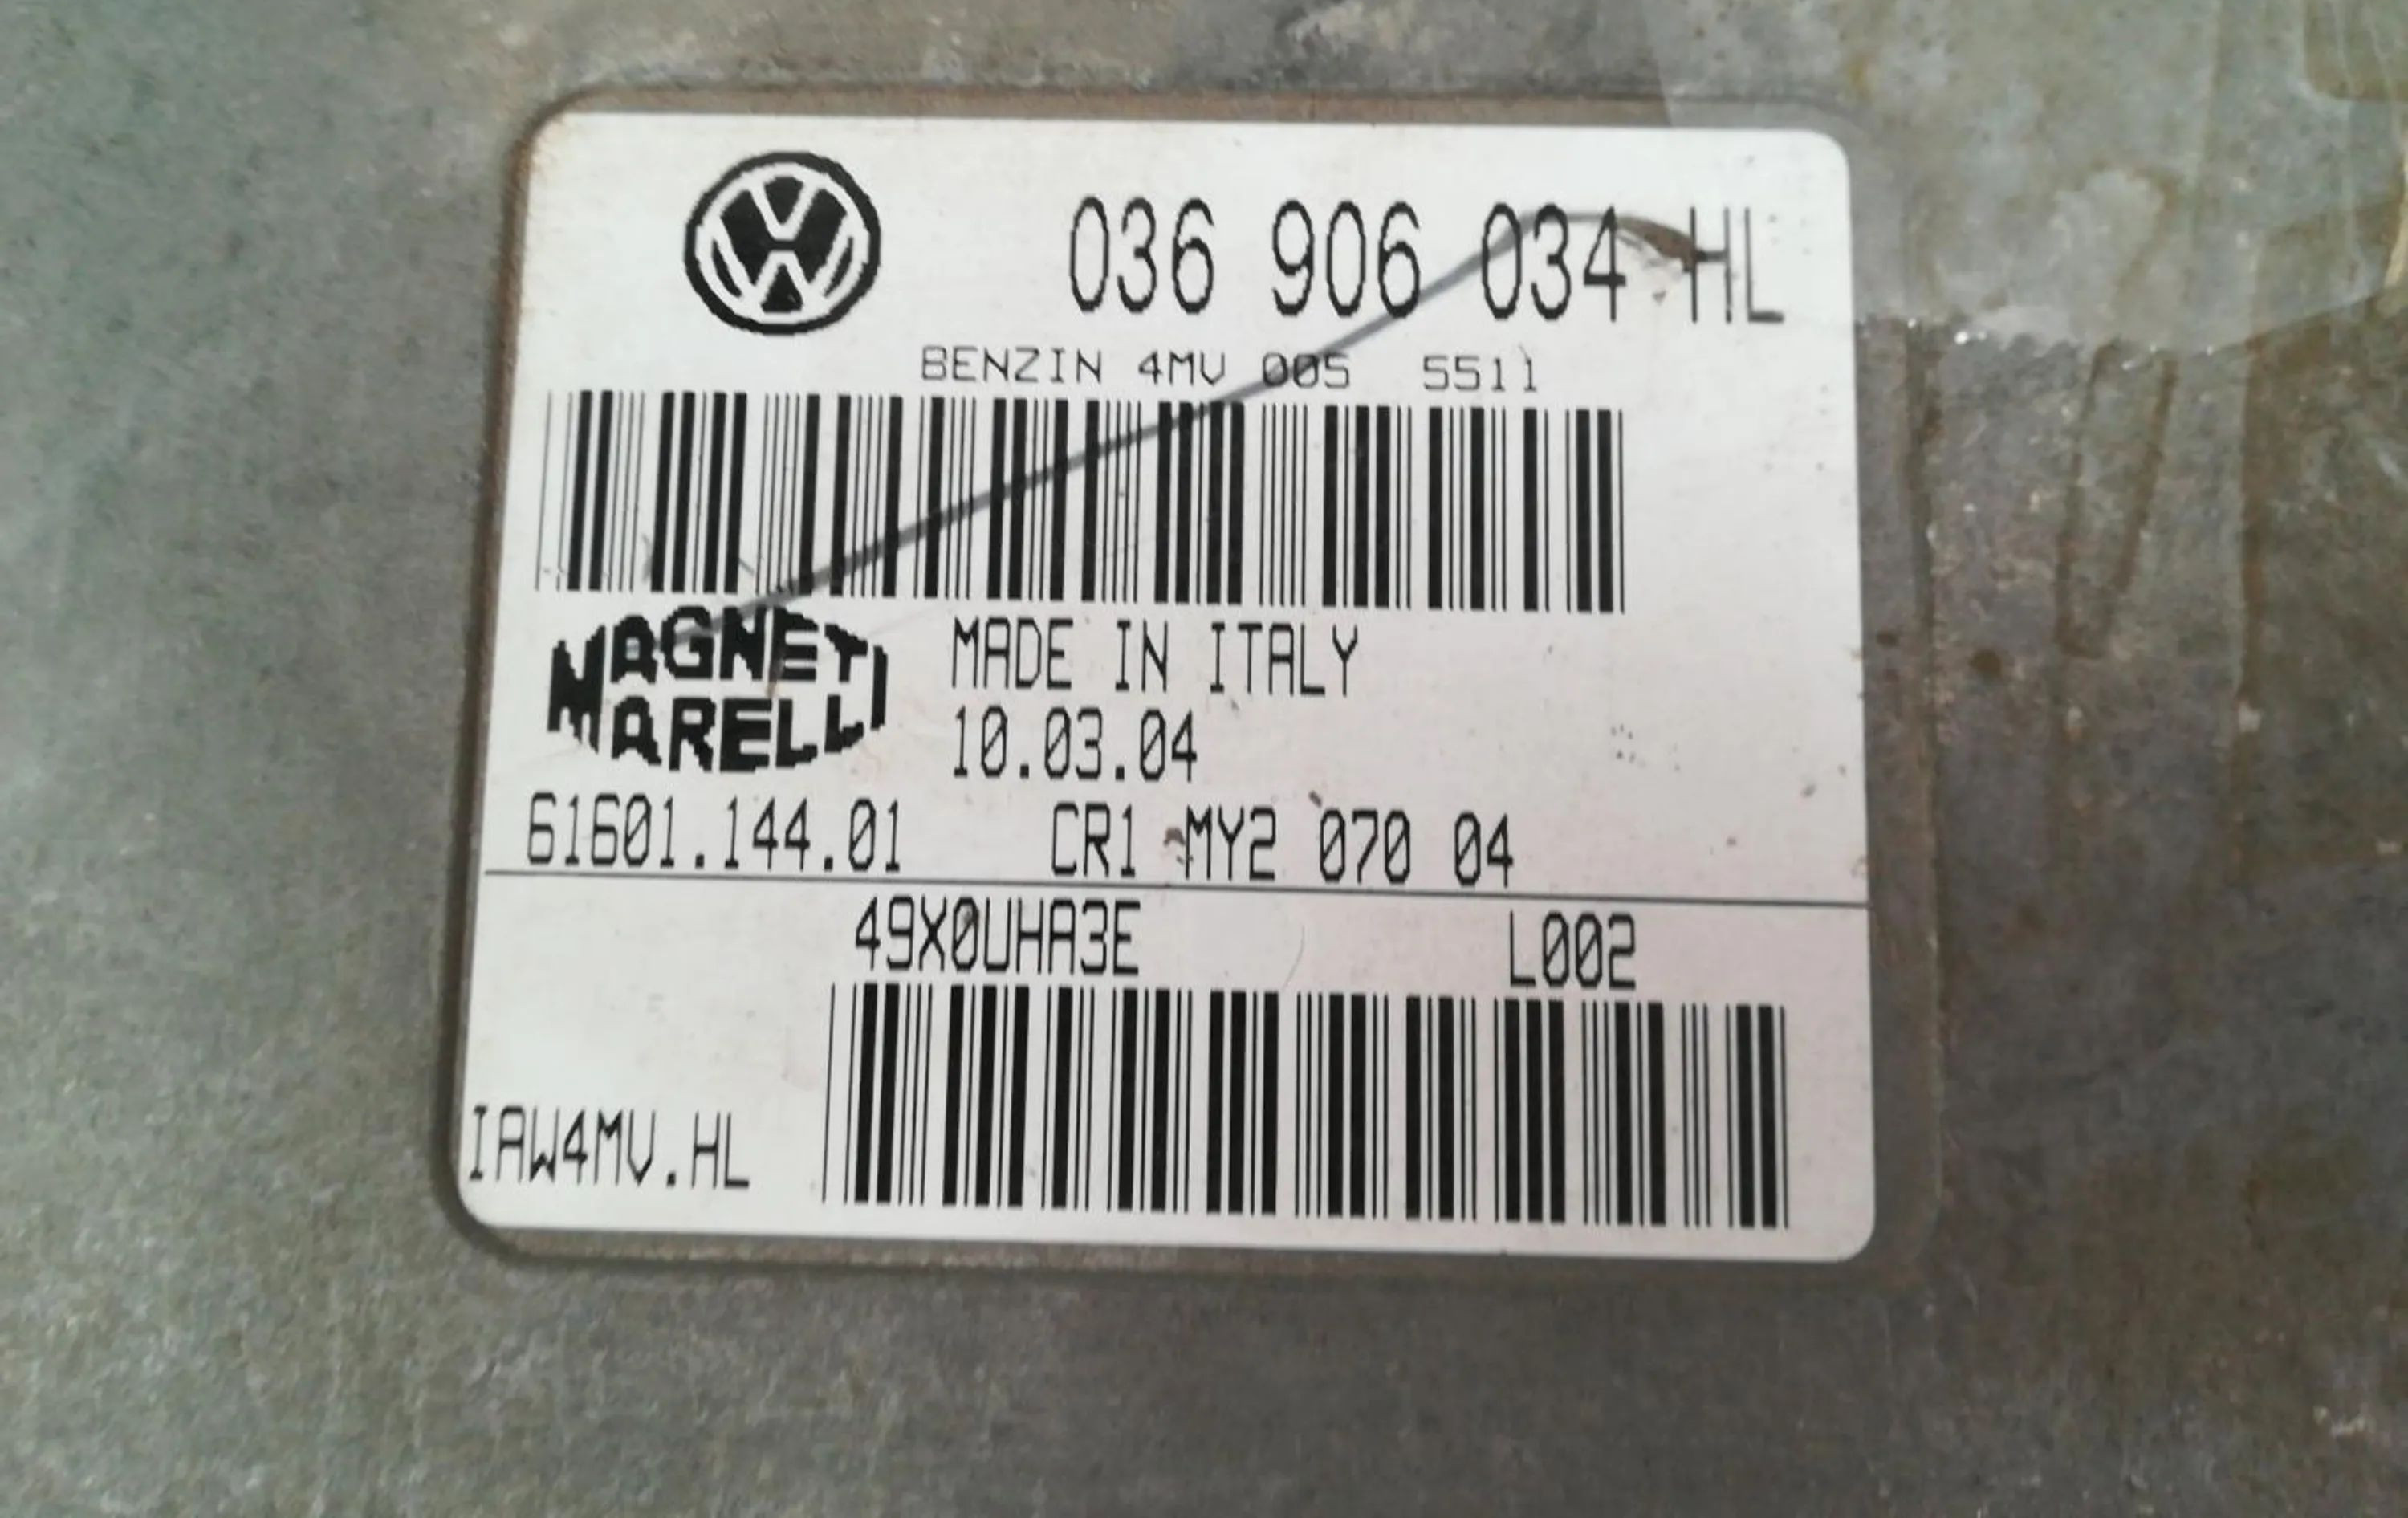 036 906 034 HL
BENZIN 4MV 005 5511
MAGNETI MARELLI
MADE IN ITALY
10.03.04
61601.144.01 CR1 MY2 070 04
49X0UHA3E L002
IAW4MV.HL